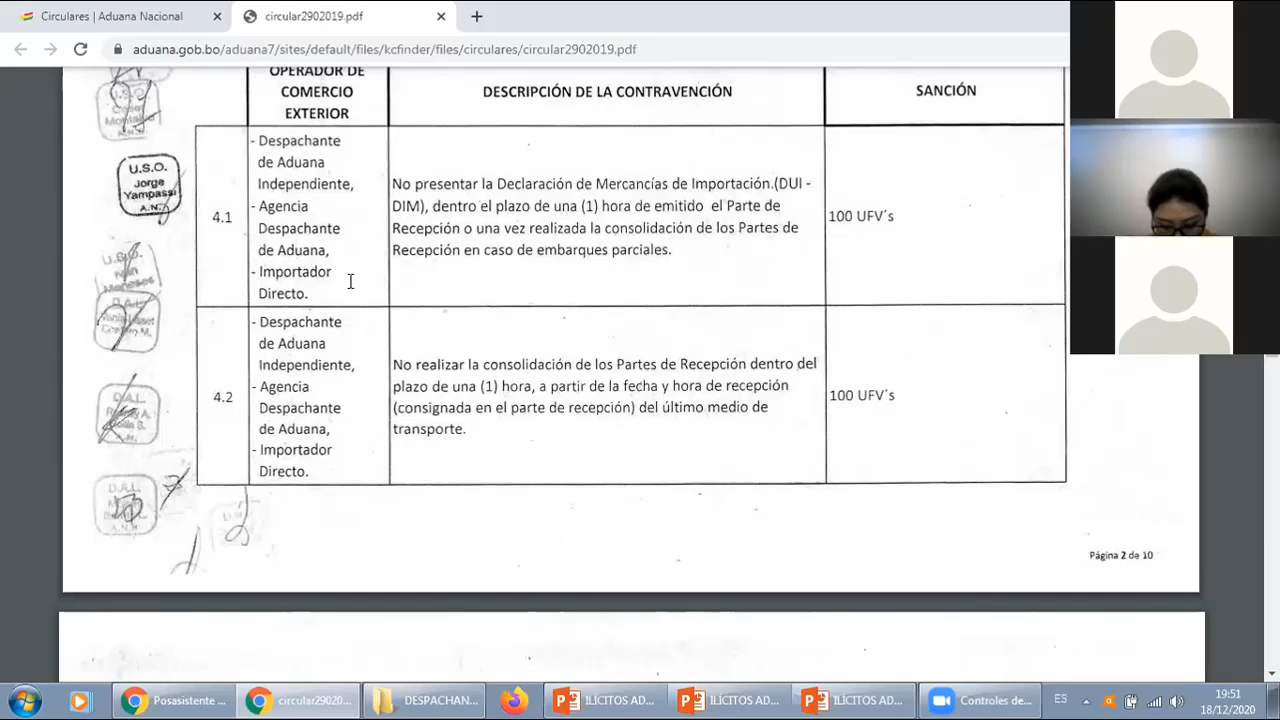 Circulares | Aduana Nacional
circular2902019.pdf
aduana.gob.bo/aduana7/sites/default/files/kcfinder/files/circulares/circular2902019.pdf
OPERADOR DE
COMERCIO
EXTERIOR
DESCRIPCIÓN DE LA CONTRAVENCIÓN
SANCIÓN
U.S.O.
Jorge
Yampassi
A.N.
4.1
- Despachante
de Aduana
Independiente,
- Agencia
Despachante
de Aduana,
- Importador
Directo.
No presentar la Declaración de Mercancías de Importación.(DUI -
DIM), dentro el plazo de una (1) hora de emitido el Parte de
Recepción o una vez realizada la consolidación de los Partes de
Recepción en caso de embarques parciales.
100 UFV´s
4.2
- Despachante
de Aduana
Independiente,
- Agencia
Despachante
de Aduana,
- Importador
Directo.
No realizar la consolidación de los Partes de Recepción dentro del
plazo de una (1) hora, a partir de la fecha y hora de recepción
(consignada en el parte de recepción) del último medio de
transporte.
100 UFV´s
Página 2 de 10
Posasistente
circular29020...
DESPACHAN...
ILÍCITOS AD...
ILÍCITOS AD...
ILÍCITOS AD...
Controles de...
ES
19:51
18/12/2020